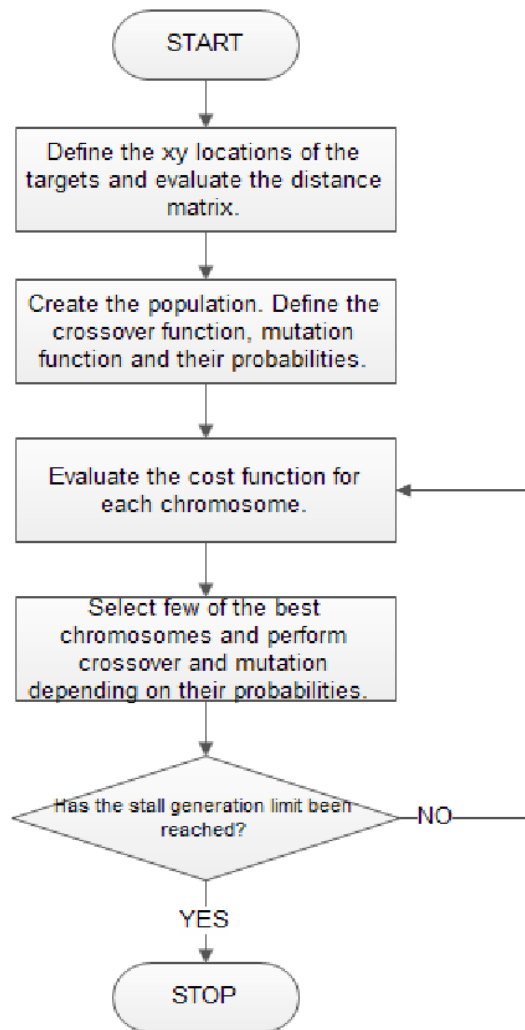 START
Define the xy locations of the
targets and evaluate the distance
matrix.
Create the population. Define the
crossover function, mutation
function and their probabilities.
Evaluate the cost function for
each chromosome.
Select few of the best
chromosomes and perform
crossover and mutation
depending on their probabilities.
Has the stall generation limit been
reached?
NO
YES
STOP